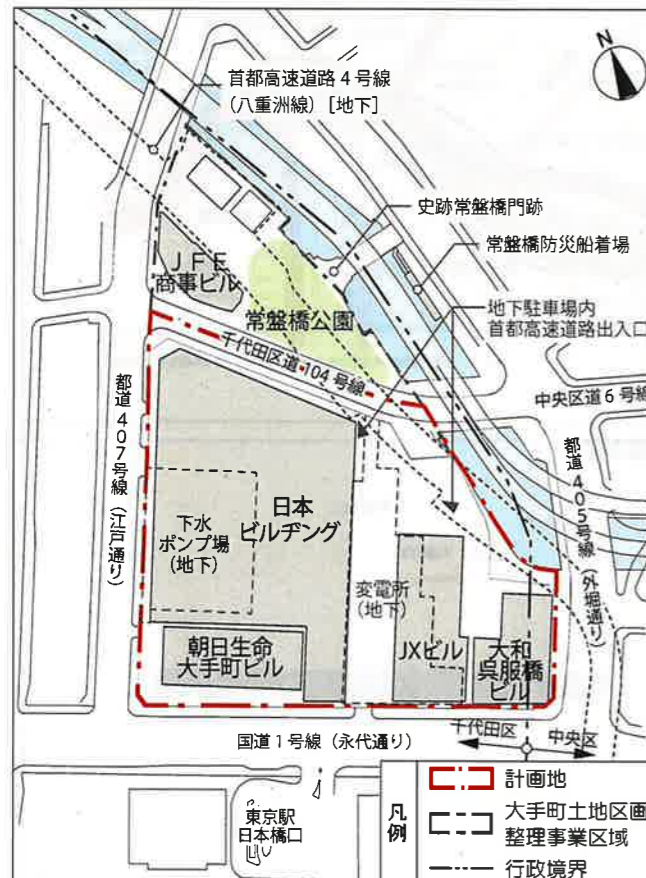 N
首都高速道路4号線
(八重洲線)[地下]
史跡常盤橋門跡
常盤橋防災船着場
JFE
商事ビル
地下駐車場内
首都高速道路出入口
常盤橋公園
千代田区道104号線
中央区道6号線
都道407号線(江戸通り)
都道405号線(外堀通り)
日本
ビルヂング
下水
ポンプ場
(地下)
変電所
(地下)
朝日生命
大手町ビル
JXビル
大和
呉服橋
ビル
千代田区
中央区
国道1号線(永代通り)
東京駅
日本橋口
凡例
計画地
大手町土地区画
整理事業区域
行政境界